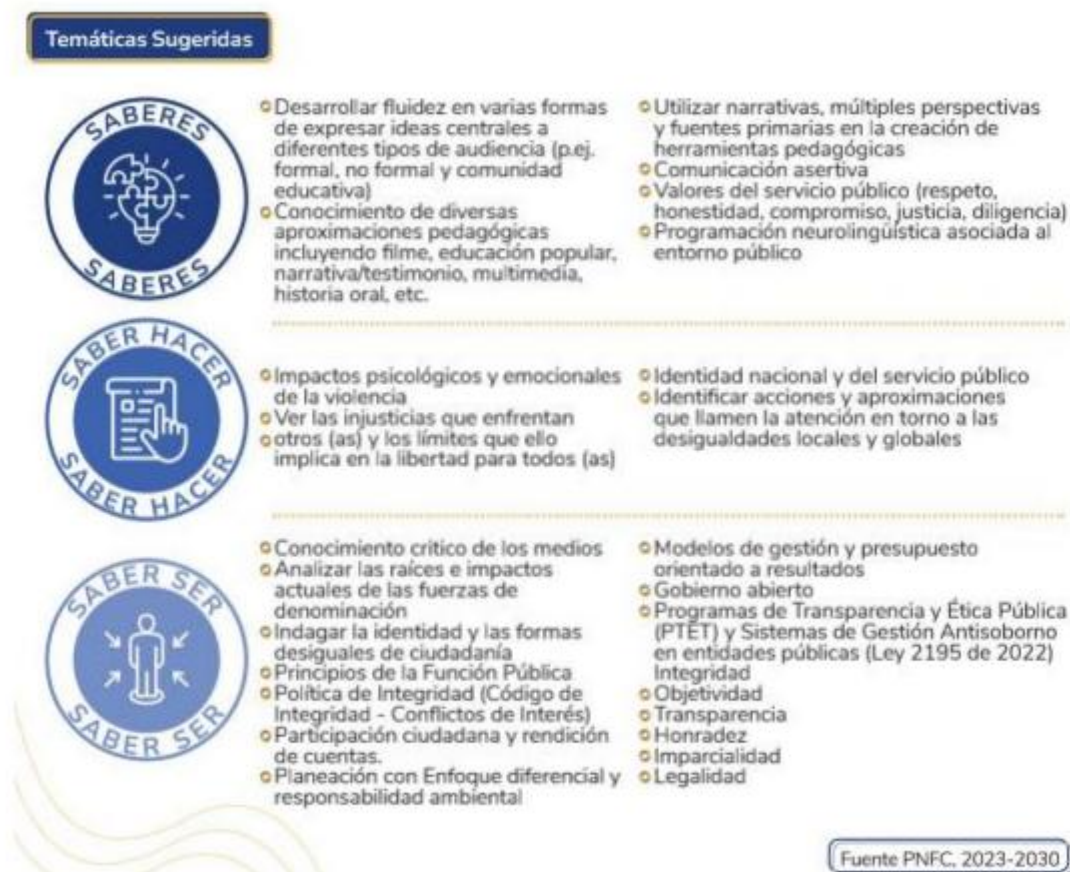 Temáticas Sugeridas
SABERES
SABERES
Desarrollar fluidez en varias formas
de expresar ideas centrales a
diferentes tipos de audiencia (p.ej.
formal, no formal y comunidad
educativa)
Conocimiento de diversas
aproximaciones pedagógicas
incluyendo filme, educación popular,
narrativa/testimonio, multimedia,
historia oral, etc.
Utilizar narrativas, múltiples perspectivas
y fuentes primarias en la creación de
herramientas pedagógicas
Comunicación asertiva
Valores del servicio público (respeto,
honestidad, compromiso, justicia, diligencia)
Programación neurolingüística asociada al
entorno público
SABER HACER
SABER HACER
Impactos psicológicos y emocionales
de la violencia
Ver las injusticias que enfrentan
otros (as) y los límites que ello
implica en la libertad para todos (as)
Identidad nacional y del servicio público
Identificar acciones y aproximaciones
que llamen la atención en torno a las
desigualdades locales y globales
SABER SER
SABER SER
Conocimiento critico de los medios
Analizar las raíces e impactos
actuales de las fuerzas de
denominación
Indagar la identidad y las formas
desiguales de ciudadanía
Principios de la Función Pública
Política de Integridad (Código de
Integridad - Conflictos de Interés)
Participación ciudadana y rendición
de cuentas.
Planeación con Enfoque diferencial y
responsabilidad ambiental
Modelos de gestión y presupuesto
orientado a resultados
Gobierno abierto
Programas de Transparencia y Ética Pública
(PTET) y Sistemas de Gestión Antisoborno
en entidades públicas (Ley 2195 de 2022)
Integridad
Objetividad
Transparencia
Honradez
Imparcialidad
Legalidad
Fuente PNFC, 2023-2030